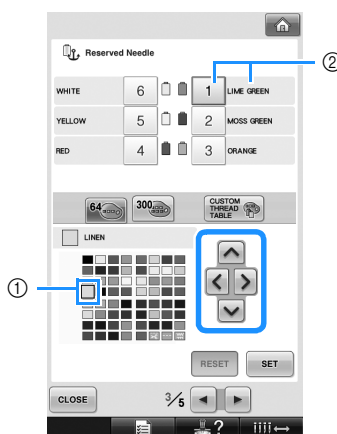 Reserved Needle
②
WHITE 6 1 LIME GREEN
YELLOW 5 2 MOSS GREEN
RED 4 3 ORANGE
64 300 CUSTOM
THREAD
TABLE
LINEN
①
RESET SET
CLOSE 3/5
?